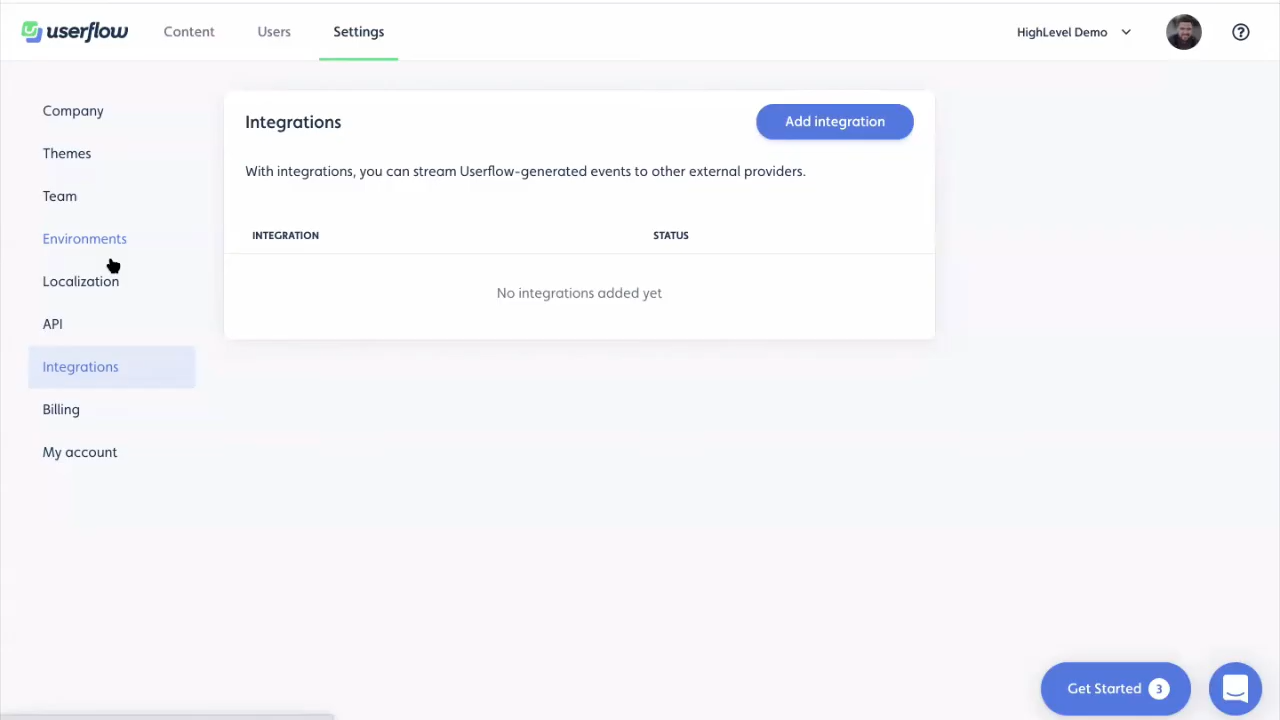 userflow
Content
Users
Settings
HighLevel Demo
Company
Themes
Team
Environments
Localization
API
Integrations
Billing
My account
Integrations
Add integration
With integrations, you can stream Userflow-generated events to other external providers.
INTEGRATION
STATUS
No integrations added yet
Get Started 3